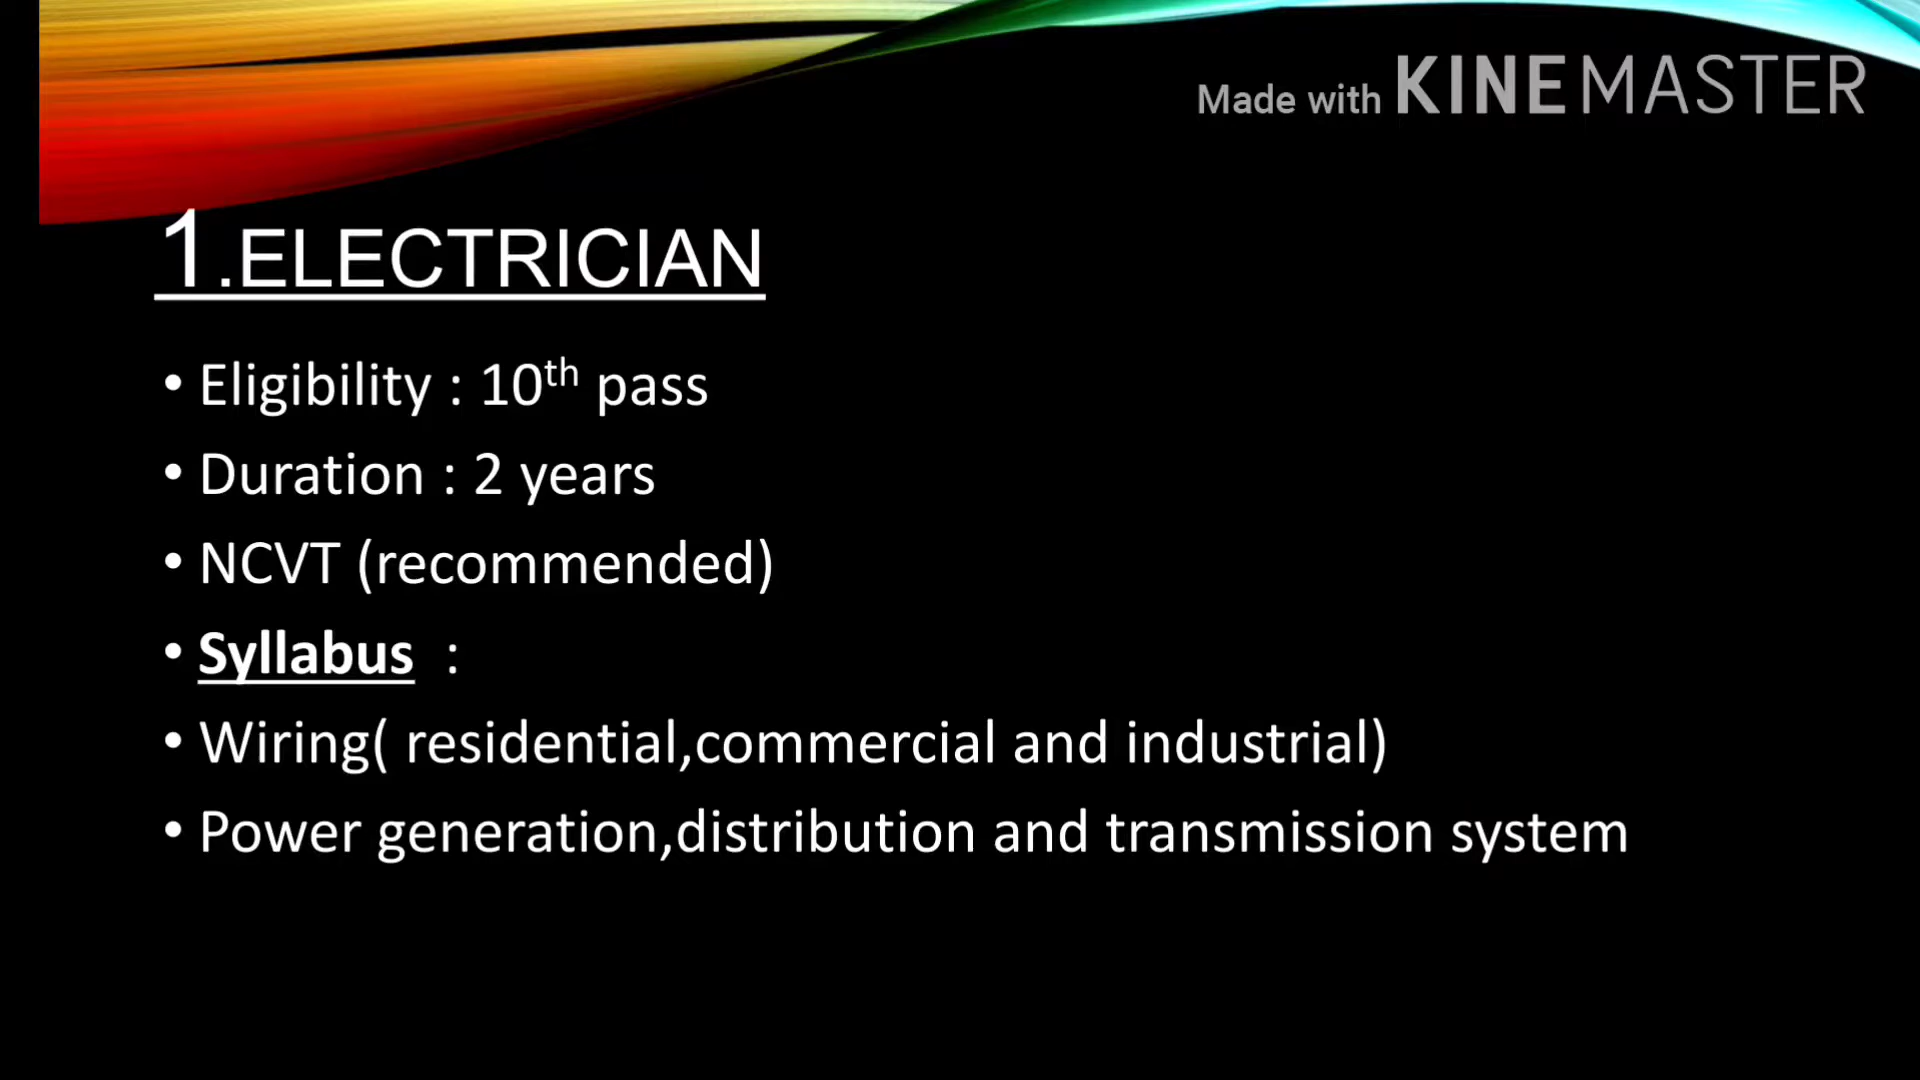 Made with KINEMASTER
1.ELECTRICIAN
• Eligibility : 10th pass
• Duration : 2 years
• NCVT (recommended)
• Syllabus :
• Wiring( residential,commercial and industrial)
• Power generation,distribution and transmission system